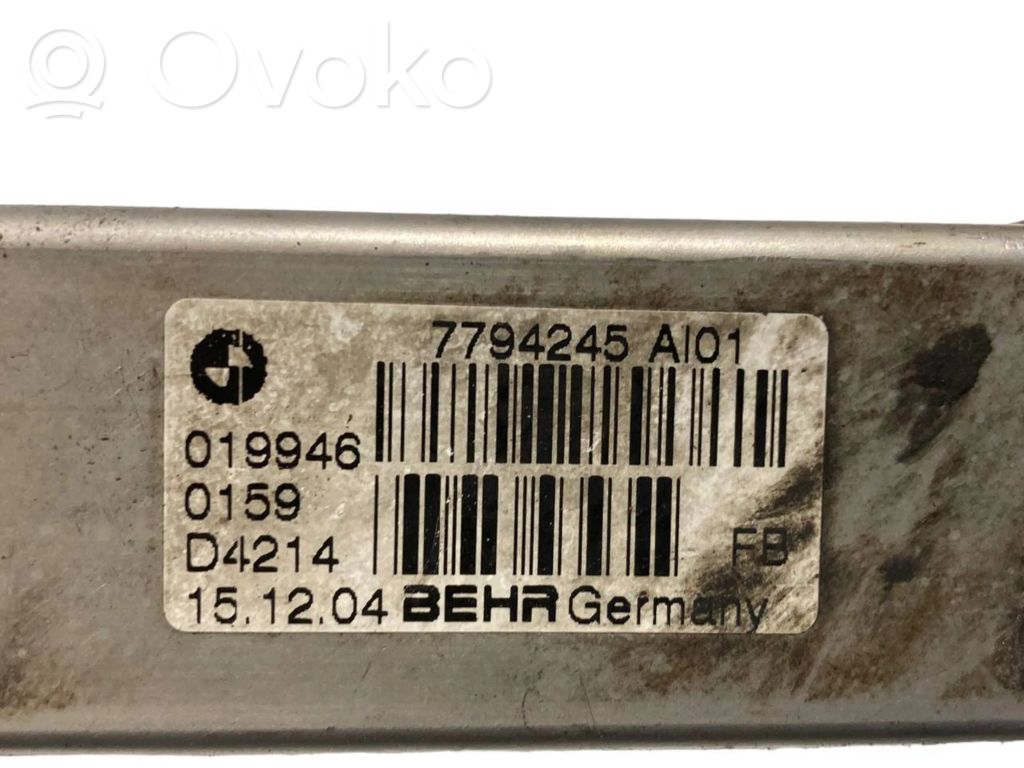 Ovoko
7794245 AI01
019946
0159
D4214
FB
15.12.04 BEHR Germany